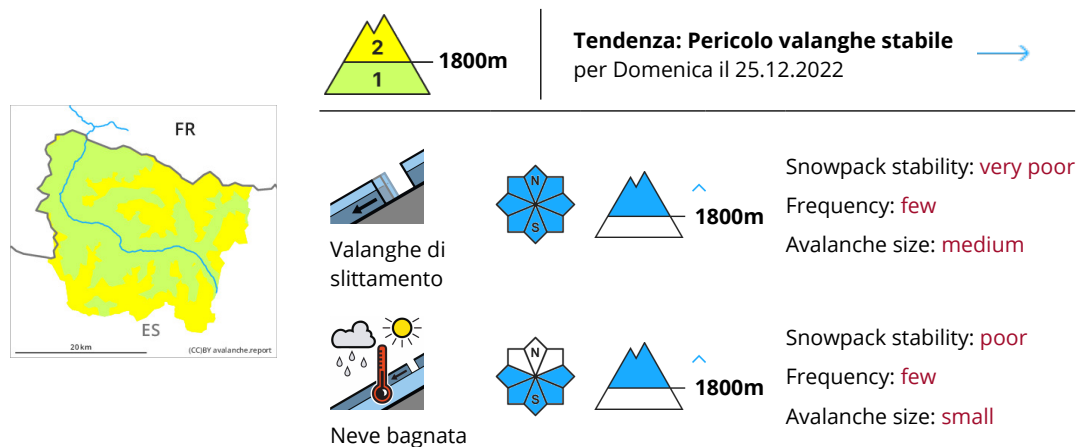 2
1
1800m
Tendenza: Pericolo valanghe stabile
per Domenica il 25.12.2022
FR
ES
20 km
(CC)BY avalanche.report
N
S
1800m
Snowpack stability: very poor
Frequency: few
Avalanche size: medium
Valanghe di
slittamento
N
S
1800m
Snowpack stability: poor
Frequency: few
Avalanche size: small
Neve bagnata